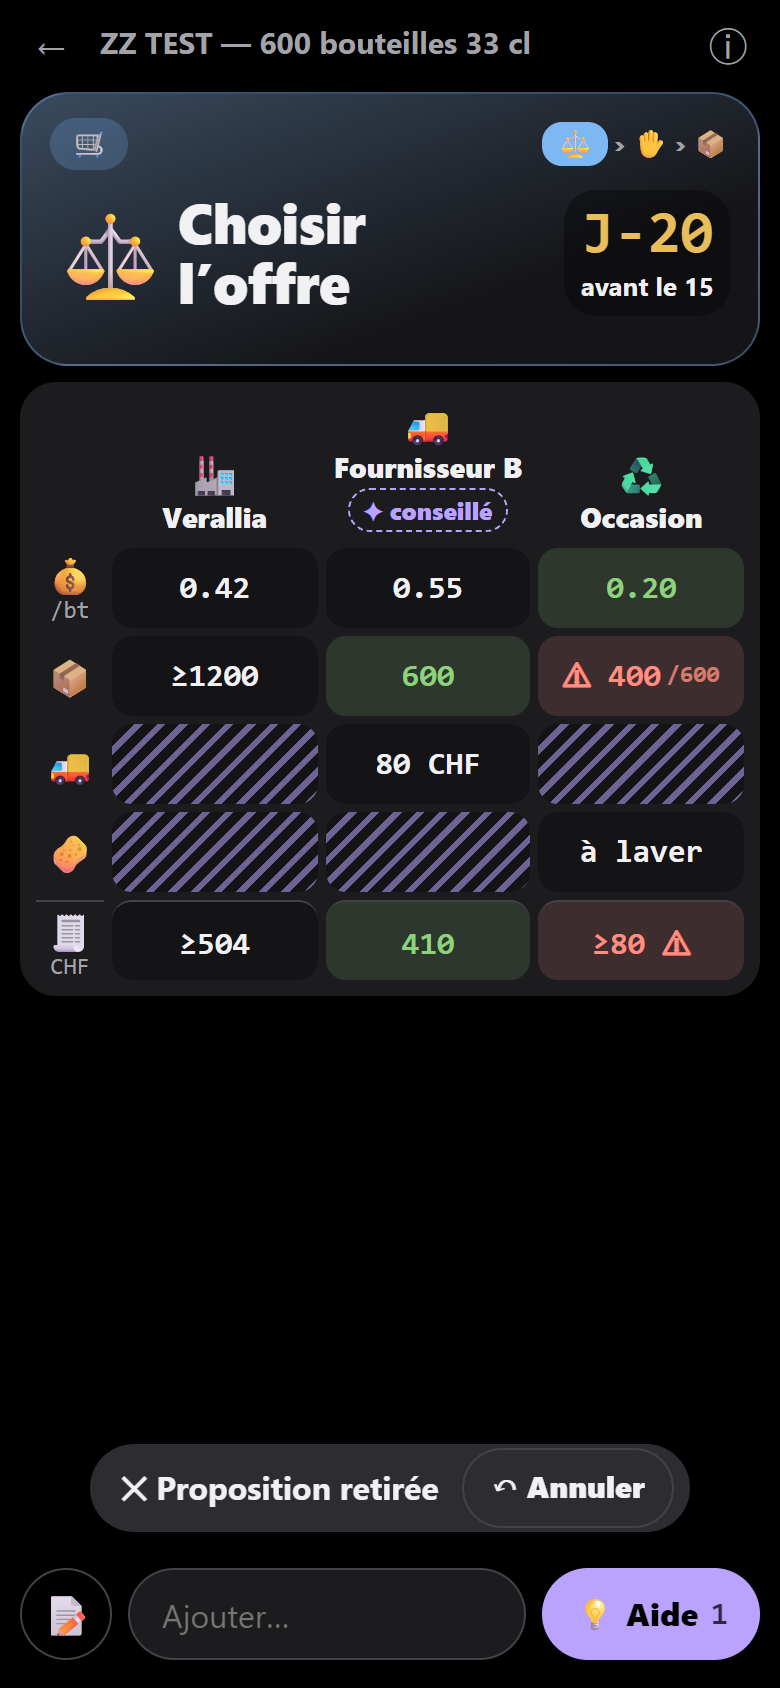 ← ZZ TEST — 600 bouteilles 33 cl ⓘ
🛒 ⚖️ › ✋ › 📦
Choisir
l’offre
J-20
avant le 15
Verallia
Fournisseur B
✦ conseillé
Occasion
/bt 0.42 0.55 0.20
≥1200 600 ⚠ 400/600
80 CHF
à laver
CHF ≥504 410 ≥80 ⚠
✕ Proposition retirée ↶ Annuler
Ajouter... Aide 1